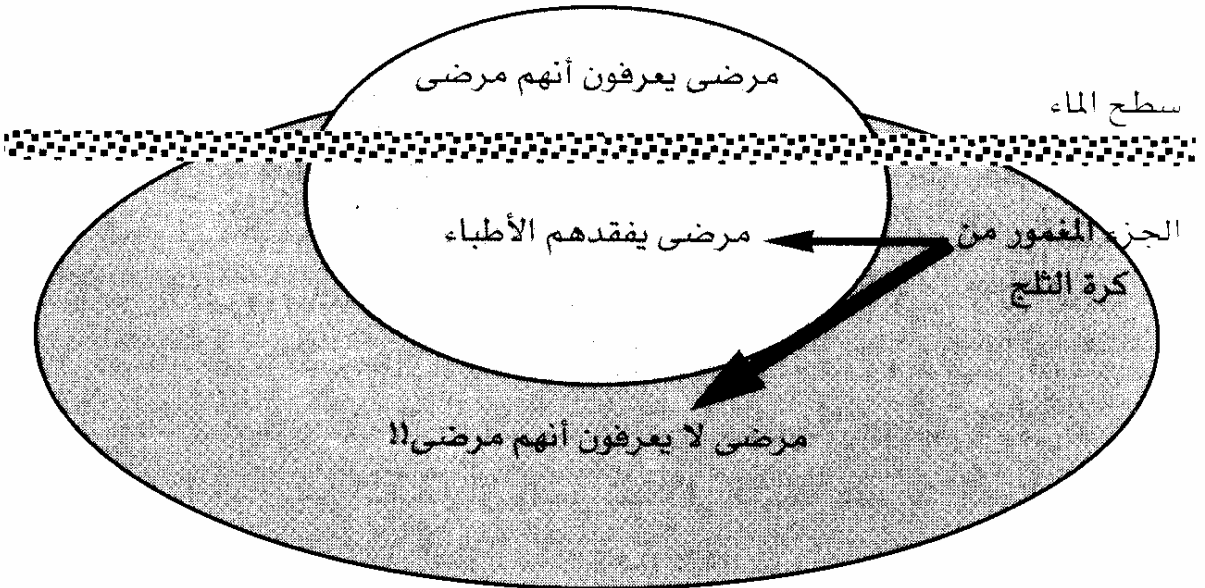 مرضى يعرفون أنهم مرضى
سطح الماء
الجزء المغمور من
كرة الثلج
مرضى يفقدهم الأطباء
مرضى لا يعرفون أنهم مرضى!!